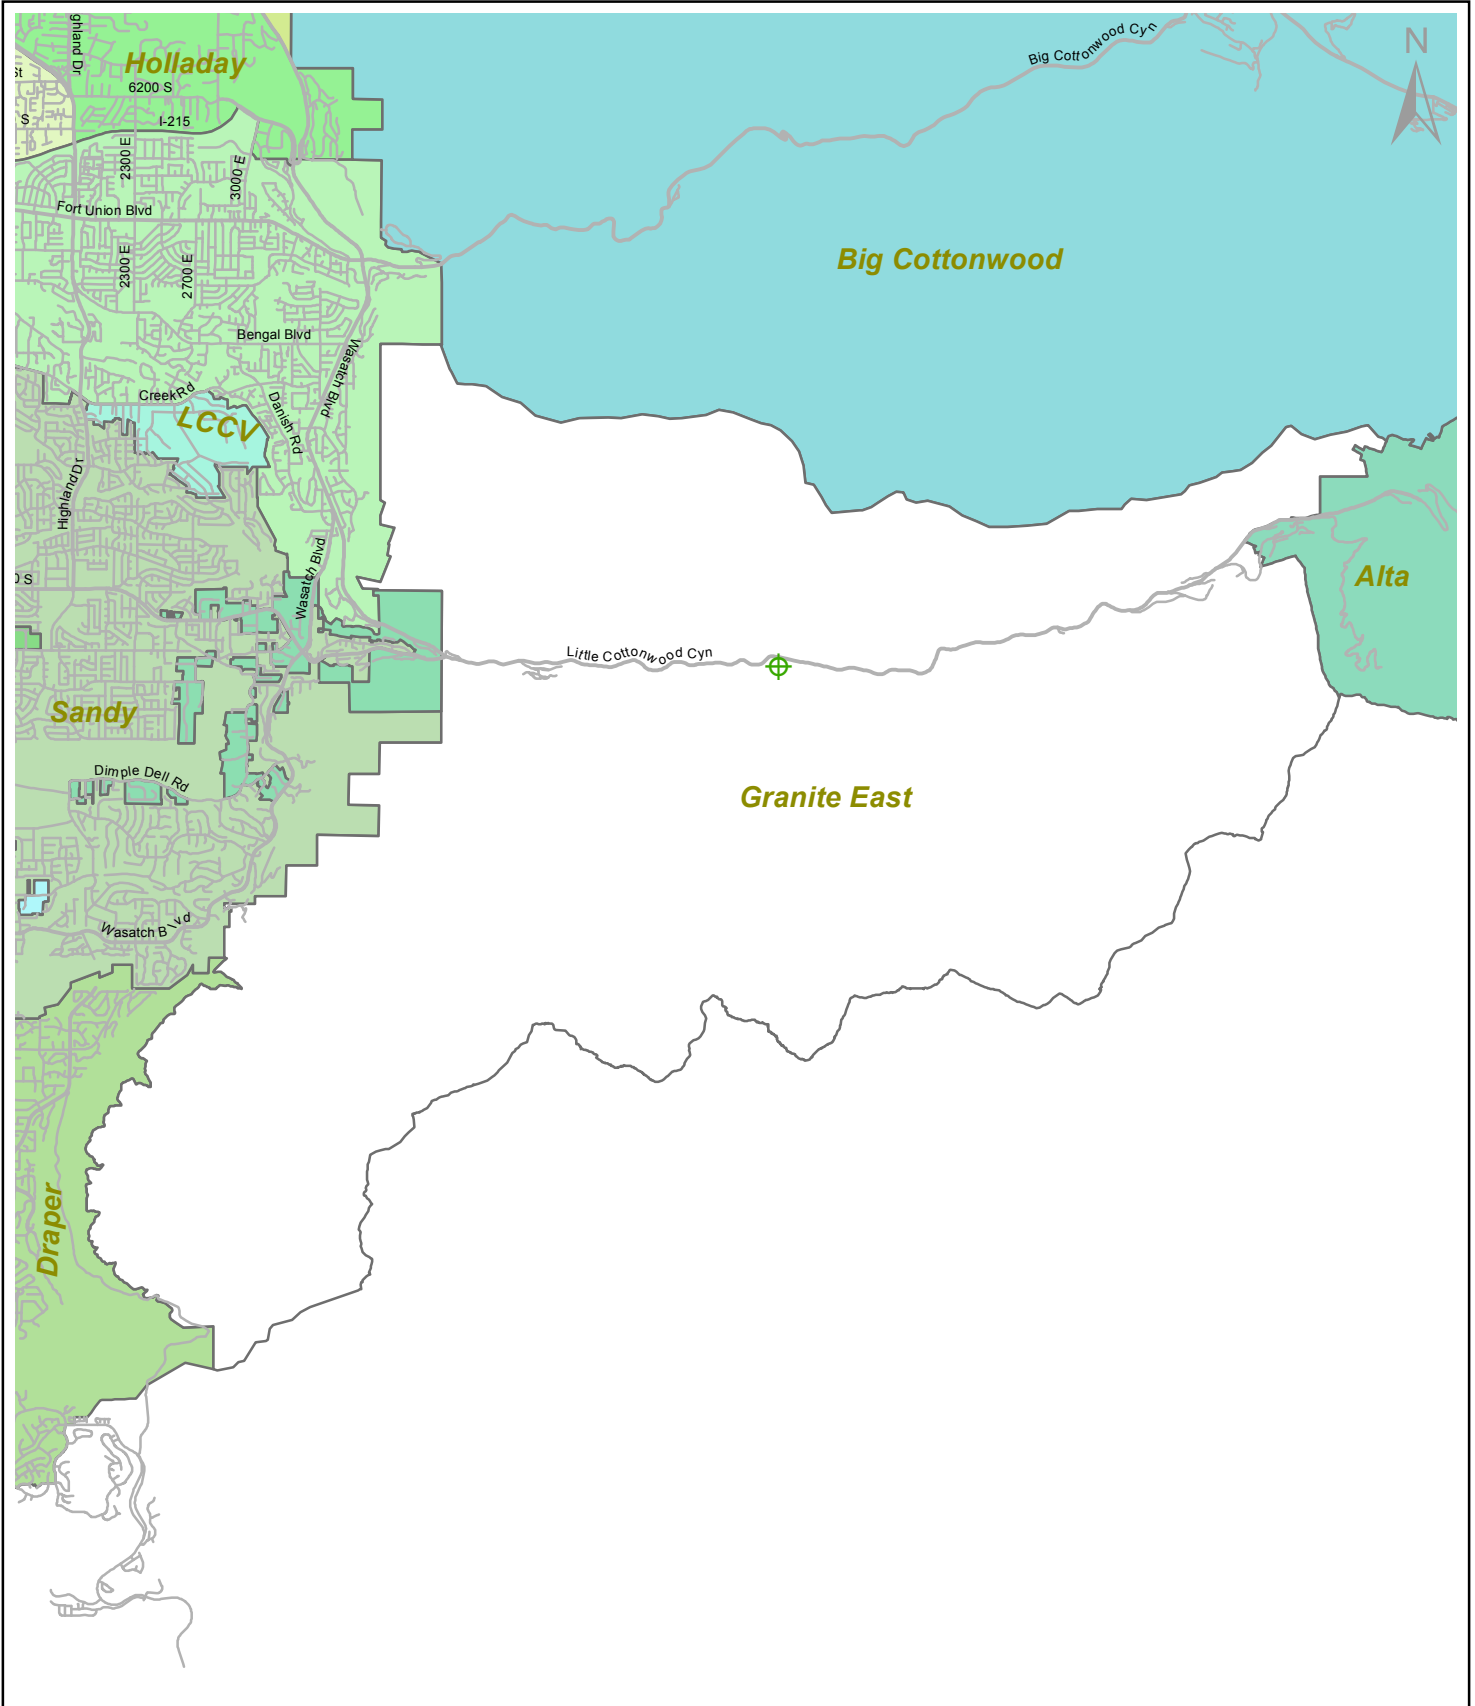 ghland Dr
Big Cottonwood Cyn
N
Holladay
St
6200 S
S
I-215
2300 E
3000 E
Fort Union Blvd
Big Cottonwood
2300 E
2700 E
Bengal Blvd
Wasatch Blvd
Creek Rd
LCCV
Danish Rd
Highland Dr
Wasatch Blvd
0 S
Alta
Little Cottonwood Cyn
Sandy
Dimple Dell Rd
Granite East
Wasatch Blvd
Draper